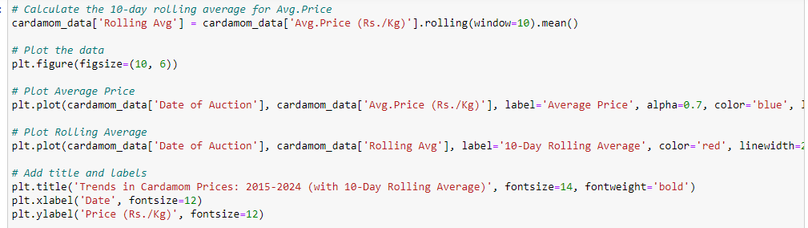 # Calculate the 10-day rolling average for Avg.Price
cardamom_data['Rolling Avg'] = cardamom_data['Avg.Price (Rs./Kg)'].rolling(window=10).mean()
# Plot the data
plt.figure(figsize=(10, 6))
# Plot Average Price
plt.plot(cardamom_data['Date of Auction'], cardamom_data['Avg.Price (Rs./Kg)'], label='Average Price', alpha=0.7, color='blue',
# Plot Rolling Average
plt.plot(cardamom_data['Date of Auction'], cardamom_data['Rolling Avg'], label='10-Day Rolling Average', color='red', linewidth=2
# Add title and labels
plt.title('Trends in Cardamom Prices: 2015-2024 (with 10-Day Rolling Average)', fontsize=14, fontweight='bold')
plt.xlabel('Date', fontsize=12)
plt.ylabel('Price (Rs./Kg)', fontsize=12)